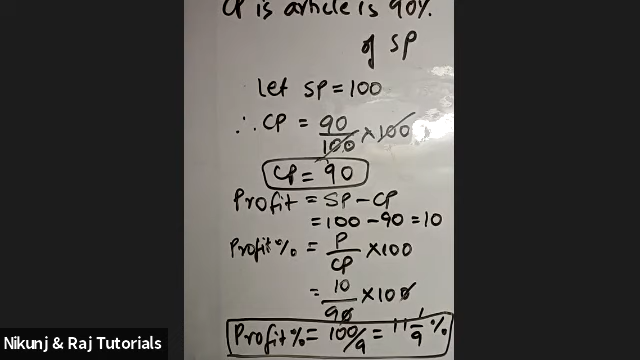 CP is article is 90%.
of SP
Let SP = 100
∴ CP = 90/100 × 100
CP = 90
Profit = SP - CP
= 100 - 90 = 10
Profit% = P/CP × 100
= 10/90 × 100
Profit% = 100/9 = 11 1/9 %
Nikunj & Raj Tutorials